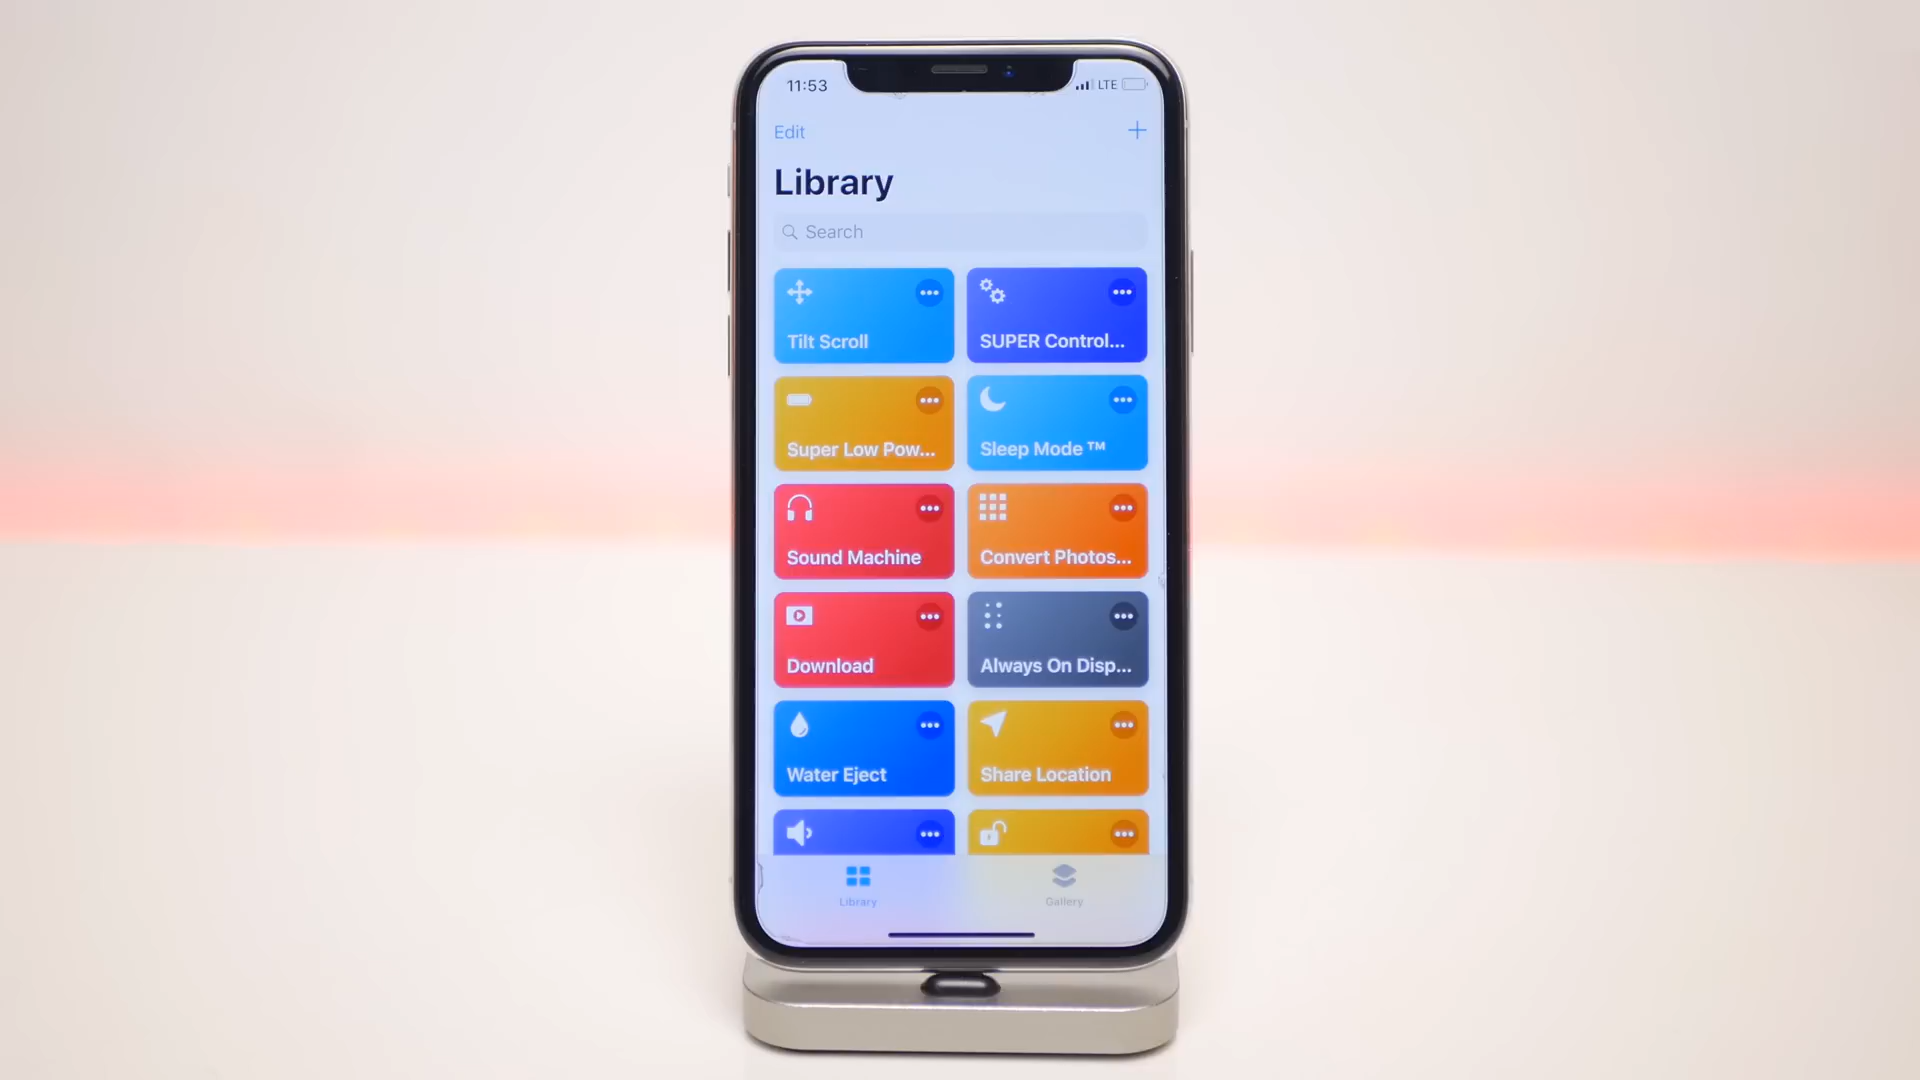 11:53
LTE
Edit
Library
Search
Tilt Scroll
SUPER Control...
Super Low Pow...
Sleep Mode ™
Sound Machine
Convert Photos...
Download
Always On Disp...
Water Eject
Share Location
Library
Gallery